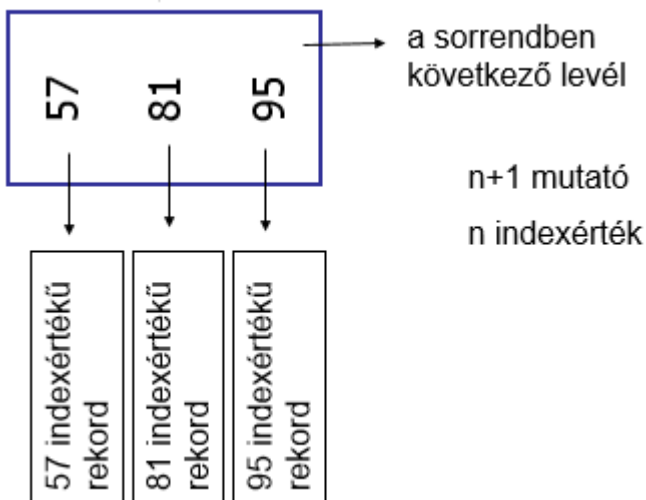 57
81
95
a sorrendben
következő levél
n+1 mutató
n indexérték
57 indexértékű
rekord
81 indexértékű
rekord
95 indexértékű
rekord